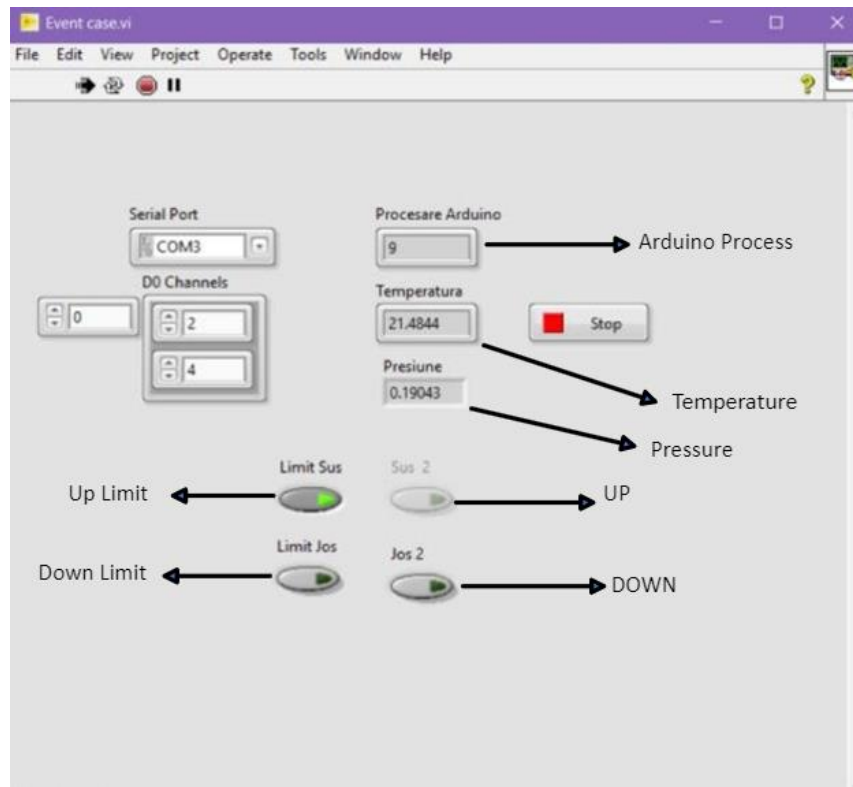 Event case.vi
File Edit View Project Operate Tools Window Help
Serial Port
COM3
D0 Channels
0
2
4
Procesare Arduino
9
Arduino Process
Temperatura
21.4844
Stop
Presiune
0.19043
Temperature
Pressure
Limit Sus
Sus 2
Up Limit
UP
Limit Jos
Jos 2
Down Limit
DOWN